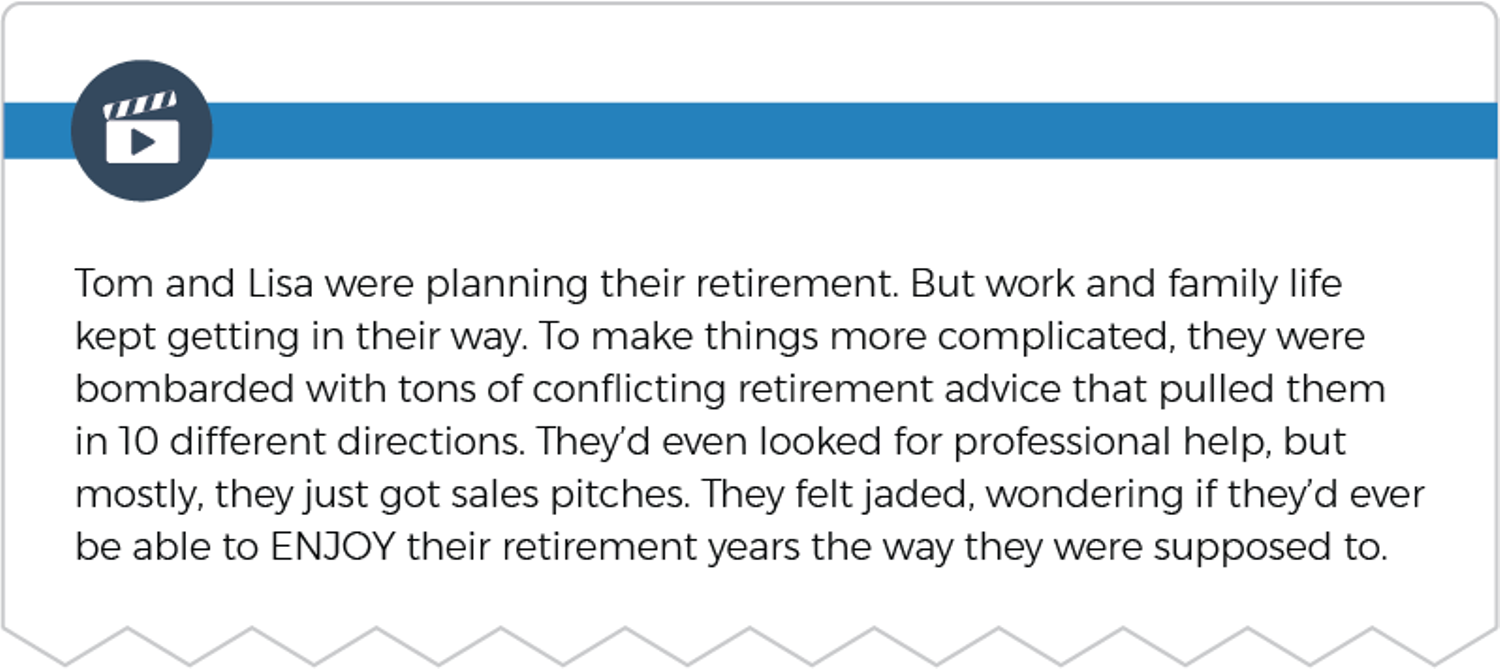 Tom and Lisa were planning their retirement. But work and family life
kept getting in their way. To make things more complicated, they were
bombarded with tons of conflicting retirement advice that pulled them
in 10 different directions. They’d even looked for professional help, but
mostly, they just got sales pitches. They felt jaded, wondering if they’d ever
be able to ENJOY their retirement years the way they were supposed to.